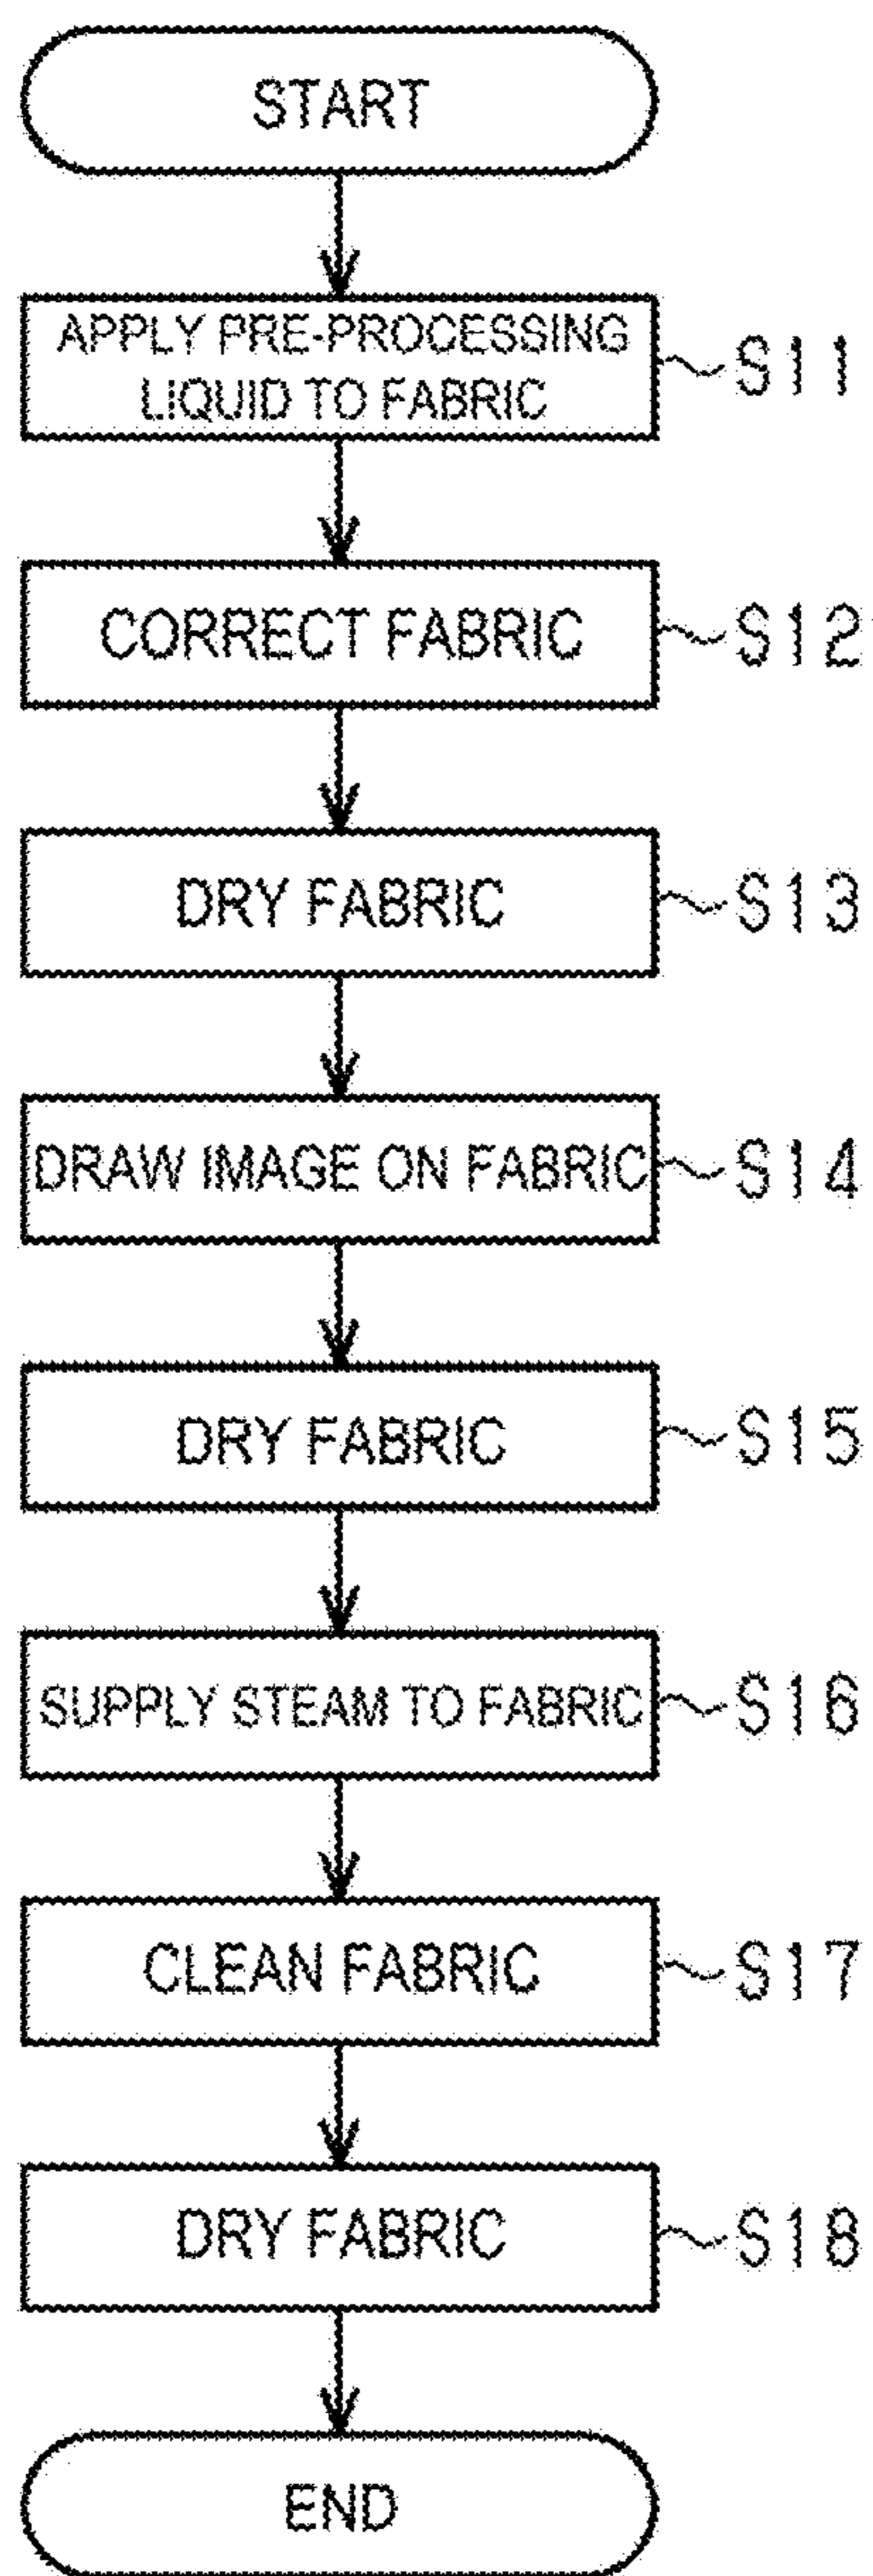 START
APPLY PRE-PROCESSING
LIQUID TO FABRIC
S11
CORRECT FABRIC
S12
DRY FABRIC
S13
DRAW IMAGE ON FABRIC
S14
DRY FABRIC
S15
SUPPLY STEAM TO FABRIC
S16
CLEAN FABRIC
S17
DRY FABRIC
S18
END